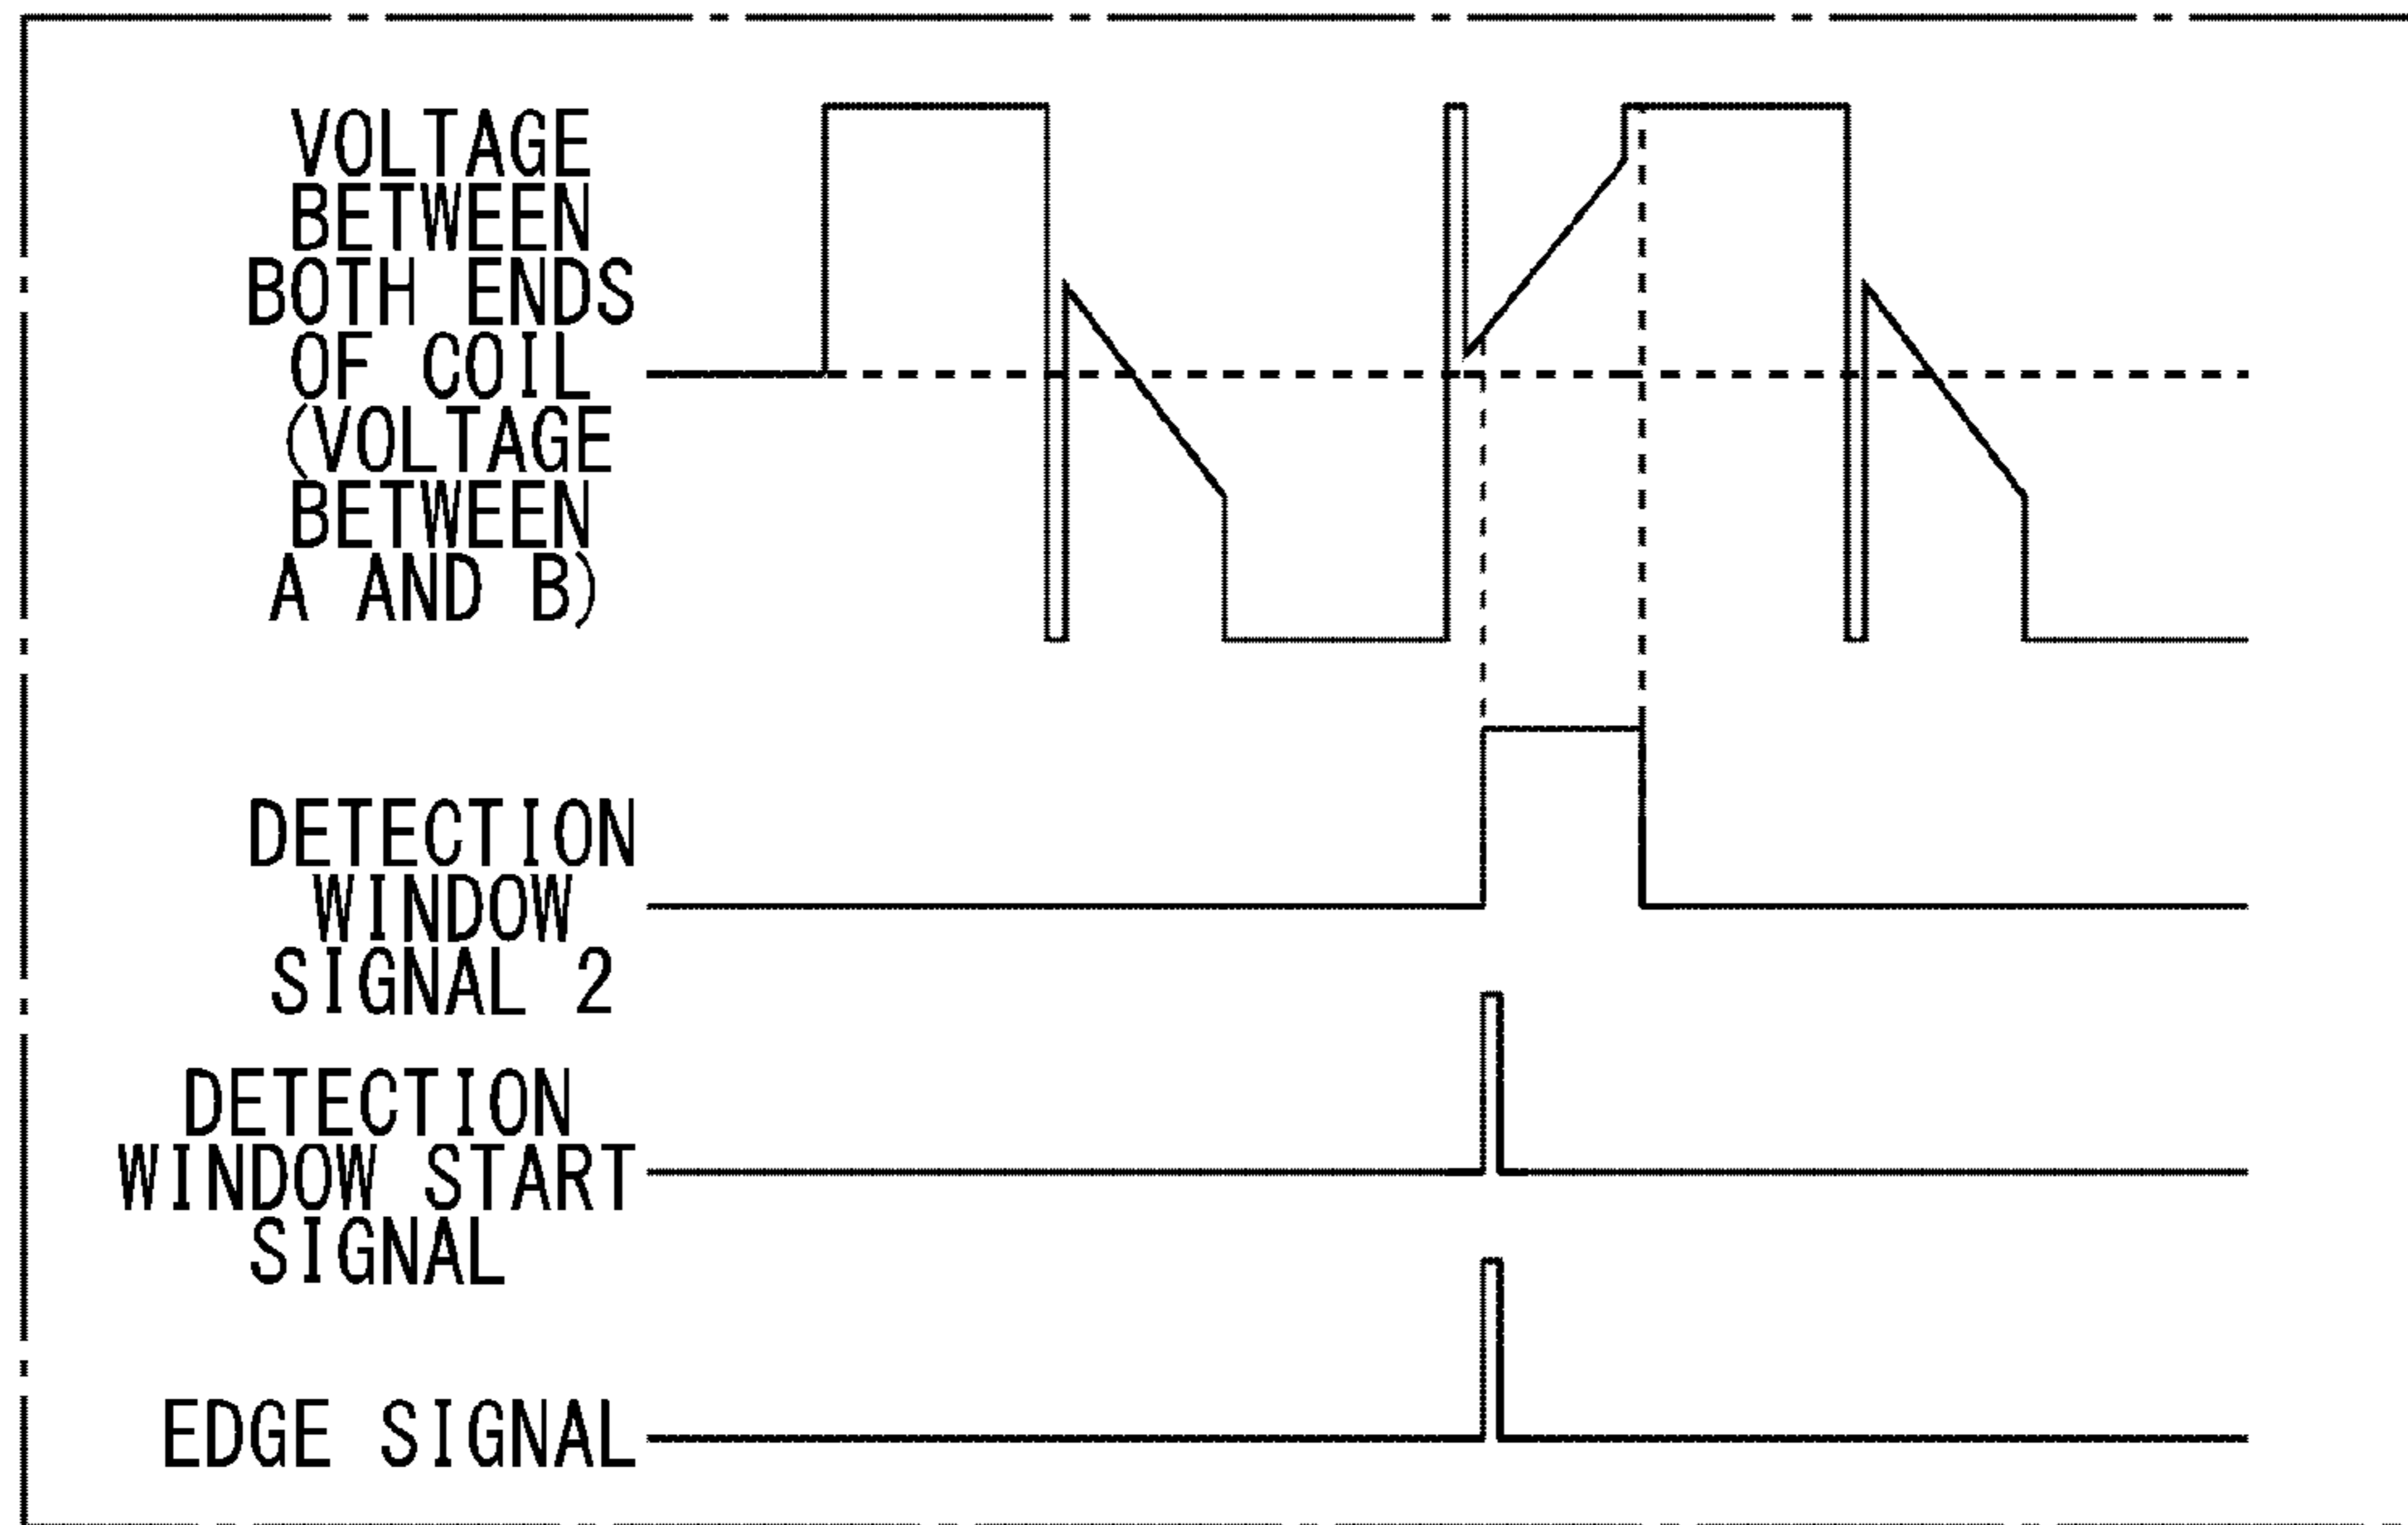 VOLTAGE
BETWEEN
BOTH ENDS
OF COIL
(VOLTAGE
BETWEEN
A AND B)
DETECTION
WINDOW
SIGNAL 2
DETECTION
WINDOW START
SIGNAL
EDGE SIGNAL